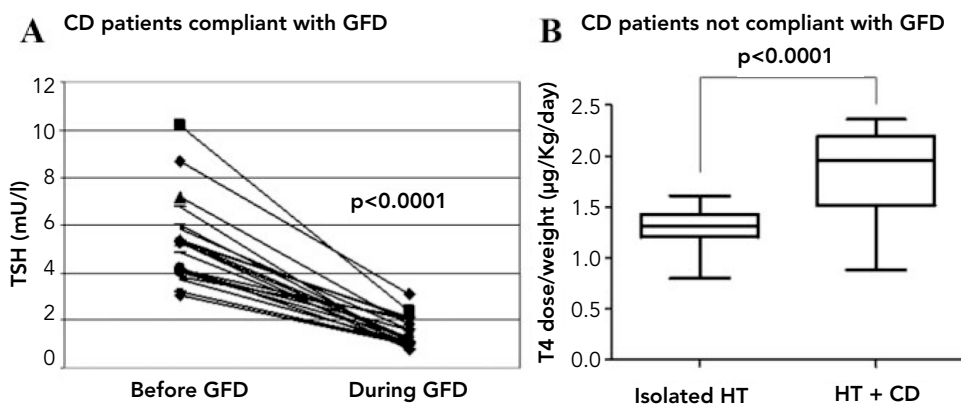 A CD patients compliant with GFD
TSH (mU/l)
12
10
8
6
4
2
0
p<0.0001
Before GFD During GFD
B CD patients not compliant with GFD
p<0.0001
T4 dose/weight (µg/Kg/day)
2.5
2.0
1.5
1.0
0.5
0.0
Isolated HT HT + CD